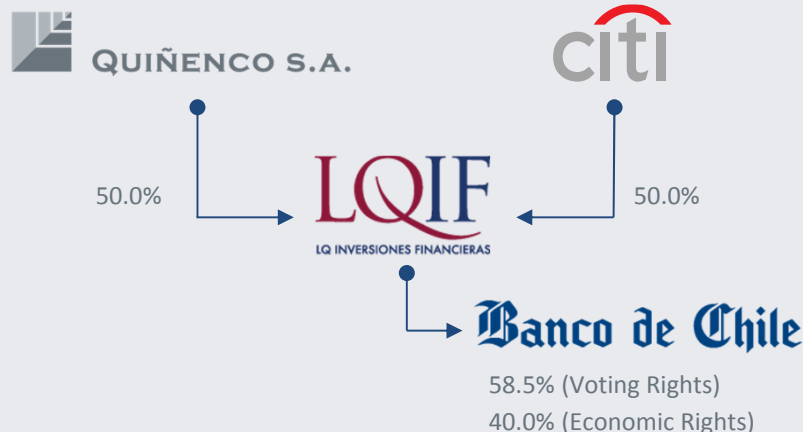 QUIÑENCO S.A.
citi
50.0%
LQIF
50.0%
LQ INVERSIONES FINANCIERAS
Banco de Chile
58.5% (Voting Rights)
40.0% (Economic Rights)